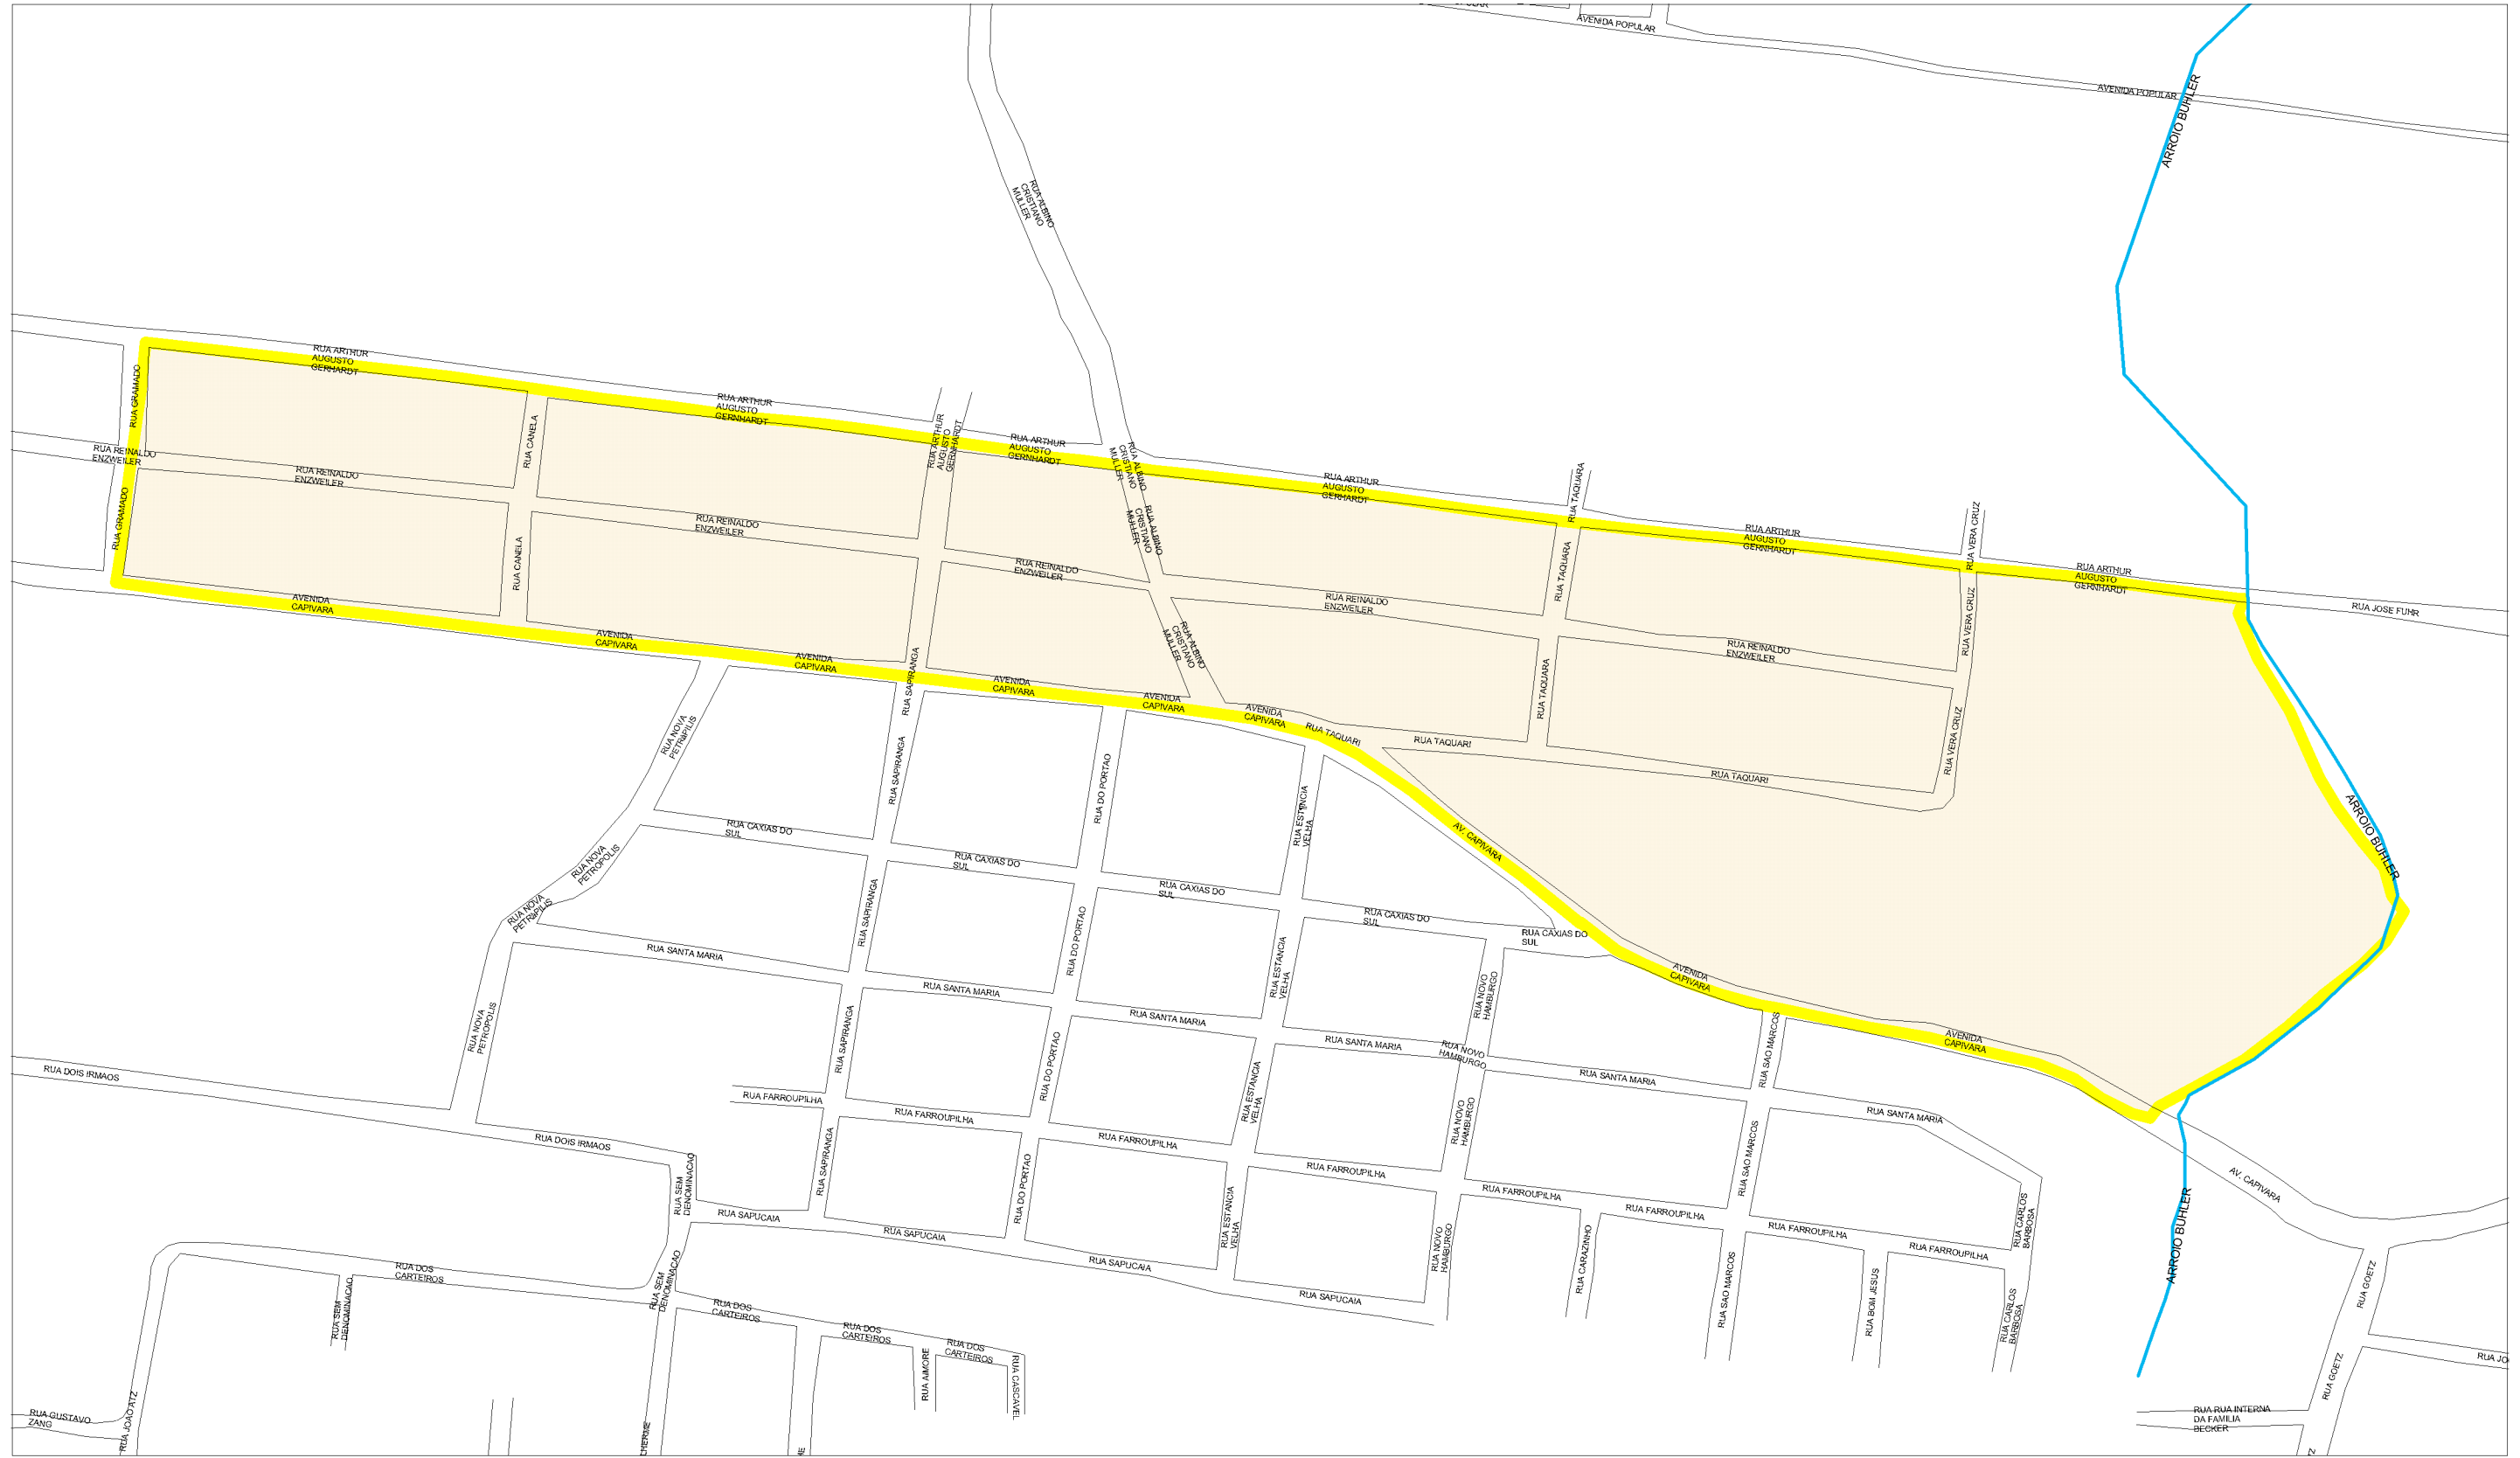 AVENIDA POPULAR
AVENIDA POPULAR
ARROIO BUHLER
RUA ALBINO
CRISTIANO
MULLER
RUA ARTHUR
AUGUSTO
GERHARDT
RUA GRAMADO
RUA ARTHUR
AUGUSTO
GERNHARDT
RUA CANELA
RUA ARTHUR
AUGUSTO
GERNHARDT
RUA ARTHUR
AUGUSTO
GERNHARDT
RUA ALBINO
CRISTIANO
MULLER
RUA ARTHUR
AUGUSTO
GERHARDT
RUA TAQUARA
RUA ARTHUR
AUGUSTO
GERNHARDT
RUA VERA CRUZ
RUA ARTHUR
AUGUSTO
GERNHARDT
RUA JOSE FUHR
RUA REINALDO
ENZWEILER
RUA REINALDO
ENZWEILER
RUA GRAMADO
RUA REINALDO
ENZWEILER
RUA CANELA
RUA REINALDO
ENZWEILER
RUA ALBINO
CRISTIANO
MULLER
RUA REINALDO
ENZWEILER
RUA TAQUARA
RUA REINALDO
ENZWEILER
RUA VERA CRUZ
AVENIDA
CAPIVARA
AVENIDA
CAPIVARA
AVENIDA
CAPIVARA
RUA SAPIRANGA
AVENIDA
CAPIVARA
AVENIDA
CAPIVARA
RUA ALBINO
CRISTIANO
MULLER
AVENIDA
CAPIVARA
RUA TAQUARI
RUA TAQUARI
RUA TAQUARA
RUA TAQUARI
RUA VERA CRUZ
RUA NOVA
RUA SAPIRANGA
RUA DO PORTAO
RUA ESTANCIA
VELHA
AV. CAPIVARA
ARROIO BUHLER
RUA CAXIAS DO
SUL
RUA CAXIAS DO
SUL
RUA CAXIAS DO
SUL
RUA CAXIAS DO
SUL
RUA CAXIAS DO
SUL
RUA NOVA
PETROPOLIS
RUA NOVA
RUA SAPIRANGA
RUA DO PORTAO
RUA ESTANCIA
VELHA
RUA NOVO
HAMBURGO
AVENIDA
CAPIVARA
RUA SANTA MARIA
RUA SANTA MARIA
RUA SANTA MARIA
RUA SANTA MARIA
RUA NOVO
HAMBURGO
RUA SANTA MARIA
RUA SAO MARCOS
AVENIDA
CAPIVARA
RUA SANTA MARIA
RUA NOVA
PETROPOLIS
RUA SAPIRANGA
RUA DO PORTAO
RUA ESTANCIA
VELHA
RUA NOVO
HAMBURGO
RUA SAO MARCOS
RUA DOIS IRMAOS
RUA FARROUPILHA
RUA FARROUPILHA
RUA FARROUPILHA
RUA FARROUPILHA
RUA FARROUPILHA
RUA FARROUPILHA
RUA FARROUPILHA
RUA FARROUPILHA
RUA CARLOS
BARBOSA
AV. CAPIVARA
RUA DOIS IRMAOS
RUA SEM
DENOMINACAO
RUA SAPIRANGA
RUA DO PORTAO
RUA ESTANCIA
VELHA
RUA NOVO
HAMBURGO
RUA CARAZINHO
RUA SAO MARCOS
RUA BOM JESUS
RUA CARLOS
BARBOSA
ARROIO BUHLER
RUA GOETZ
RUA SAPUCAIA
RUA SAPUCAIA
RUA SAPUCAIA
RUA SAPUCAIA
RUA DOS
CARTEIROS
RUA SEM
DENOMINACAO
RUA SEM
DENOMINACAO
RUA DOS
CARTEIROS
RUA DOS
CARTEIROS
RUA DOS
CARTEIROS
RUA AIMORE
RUA CASCAVEL
RUA GOETZ
RUA JO
RUA GUSTAVO
ZANG
RUA JOAO ATZ
LHERME
RUA RUA INTERNA
DA FAMILIA
BECKER